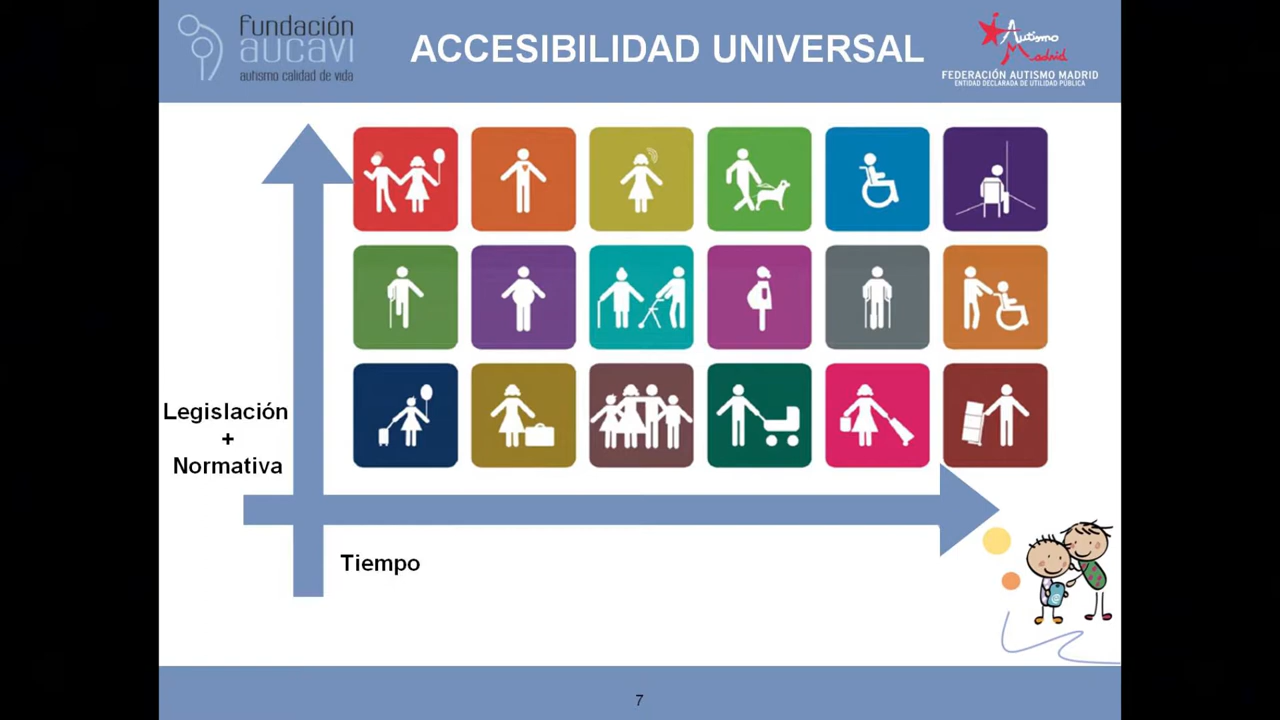 fundación
aucavi
autismo calidad de vida
ACCESIBILIDAD UNIVERSAL
Autismo
Madrid
FEDERACIÓN AUTISMO MADRID
ENTIDAD DECLARADA DE UTILIDAD PÚBLICA
Legislación
+
Normativa
Tiempo
7